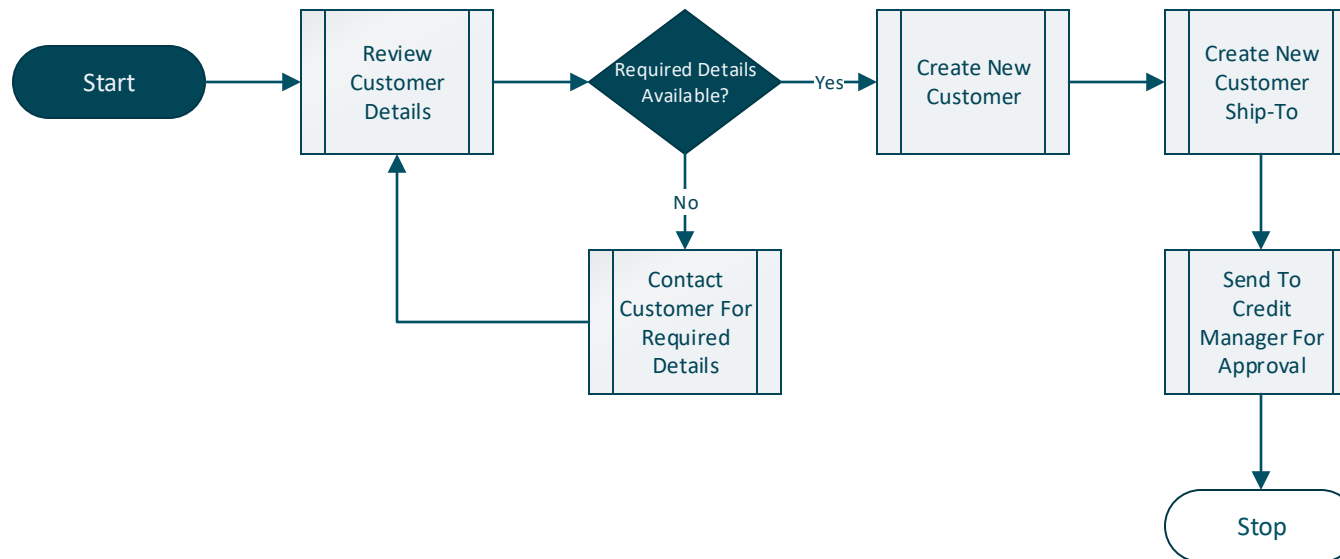 Start
Review
Customer
Details
Required Details
Available?
Yes
Create New
Customer
Create New
Customer
Ship-To
No
Contact
Customer For
Required
Details
Send To
Credit
Manager For
Approval
Stop